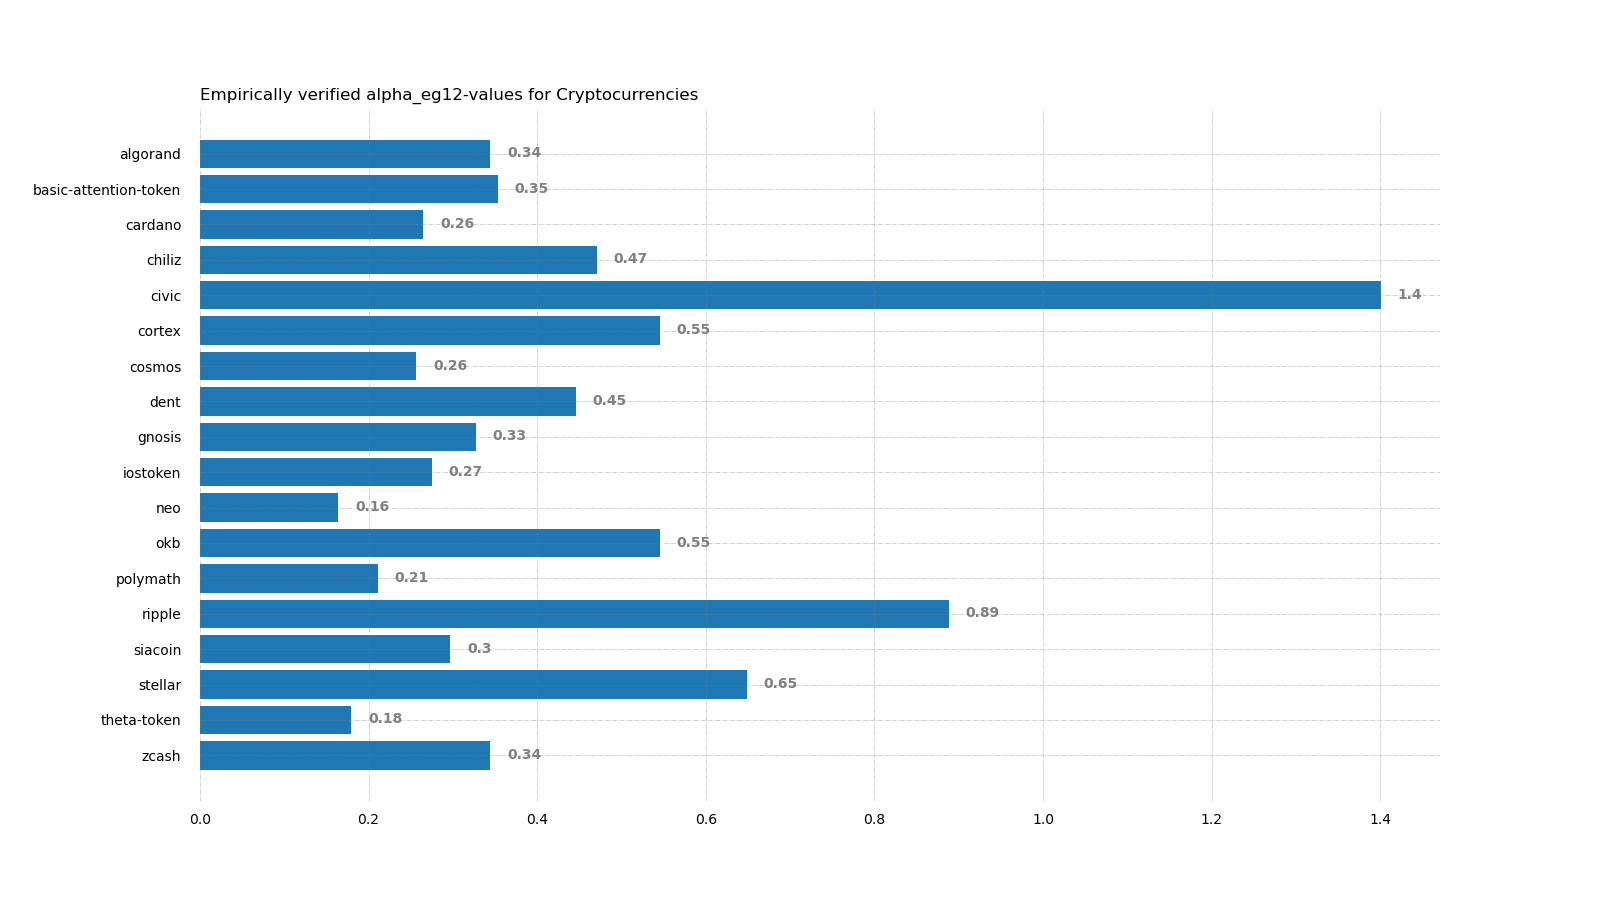 Empirically verified alpha_eg12-values for Cryptocurrencies
algorand 0.34
basic-attention-token 0.35
cardano 0.26
chiliz 0.47
civic 1.4
cortex 0.55
cosmos 0.26
dent 0.45
gnosis 0.33
iostoken 0.27
neo 0.16
okb 0.55
polymath 0.21
ripple 0.89
siacoin 0.3
stellar 0.65
theta-token 0.18
zcash 0.34
0.0 0.2 0.4 0.6 0.8 1.0 1.2 1.4